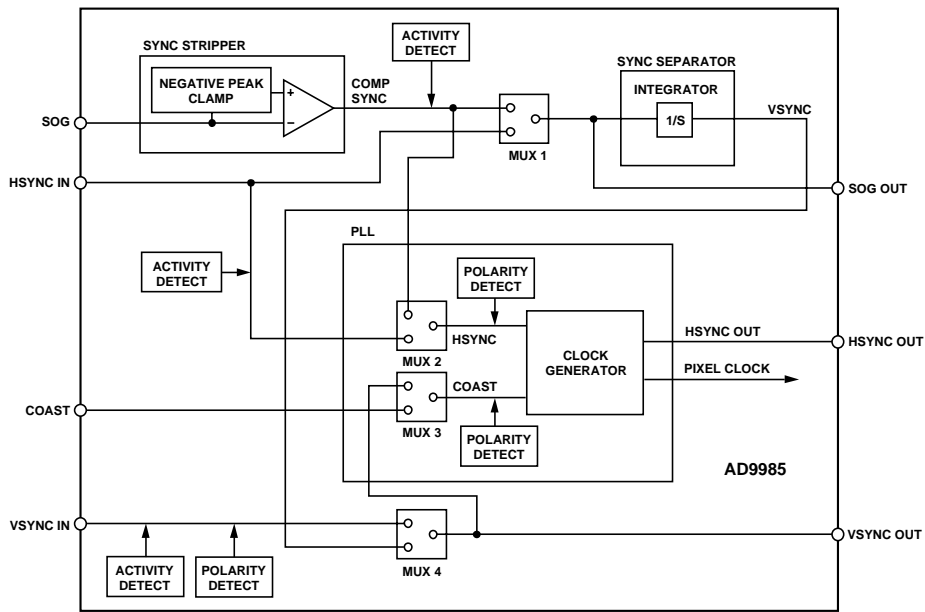 SYNC STRIPPER
ACTIVITY
DETECT
SYNC SEPARATOR
NEGATIVE PEAK
CLAMP
+
−
COMP
SYNC
INTEGRATOR
1/S
VSYNC
SOG
MUX 1
HSYNC IN
SOG OUT
PLL
ACTIVITY
DETECT
POLARITY
DETECT
HSYNC
MUX 2
CLOCK
GENERATOR
HSYNC OUT
HSYNC OUT
PIXEL CLOCK
COAST
COAST
MUX 3
POLARITY
DETECT
AD9985
VSYNC IN
VSYNC OUT
ACTIVITY
DETECT
POLARITY
DETECT
MUX 4